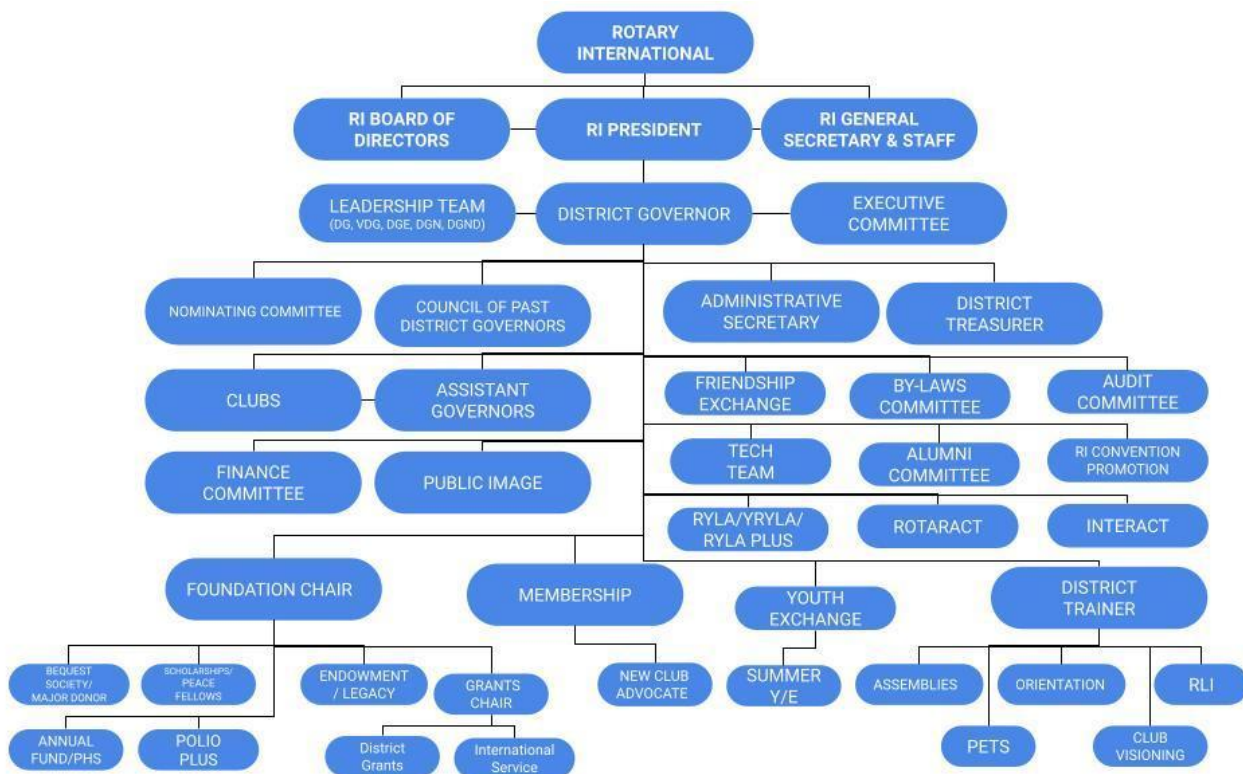 ROTARY
INTERNATIONAL
RI BOARD OF
DIRECTORS
RI PRESIDENT
RI GENERAL
SECRETARY & STAFF
LEADERSHIP TEAM
(DG, VDG, DGE, DGN, DGND)
DISTRICT GOVERNOR
EXECUTIVE
COMMITTEE
NOMINATING COMMITTEE
COUNCIL OF PAST
DISTRICT GOVERNORS
ADMINISTRATIVE
SECRETARY
DISTRICT
TREASURER
CLUBS
ASSISTANT
GOVERNORS
FRIENDSHIP
EXCHANGE
BY-LAWS
COMMITTEE
AUDIT
COMMITTEE
FINANCE
COMMITTEE
PUBLIC IMAGE
TECH
TEAM
ALUMNI
COMMITTEE
RI CONVENTION
PROMOTION
RYLA/YRYLA/
RYLA PLUS
ROTARACT
INTERACT
FOUNDATION CHAIR
MEMBERSHIP
YOUTH
EXCHANGE
DISTRICT
TRAINER
BEQUEST
SOCIETY/
MAJOR DONOR
SCHOLARSHIPS/
PEACE
FELLOWS
ENDOWMENT
/ LEGACY
GRANTS
CHAIR
NEW CLUB
ADVOCATE
SUMMER
Y/E
ASSEMBLIES
ORIENTATION
RLI
ANNUAL
FUND/PHS
POLIO
PLUS
District
Grants
International
Service
PETS
CLUB
VISIONING